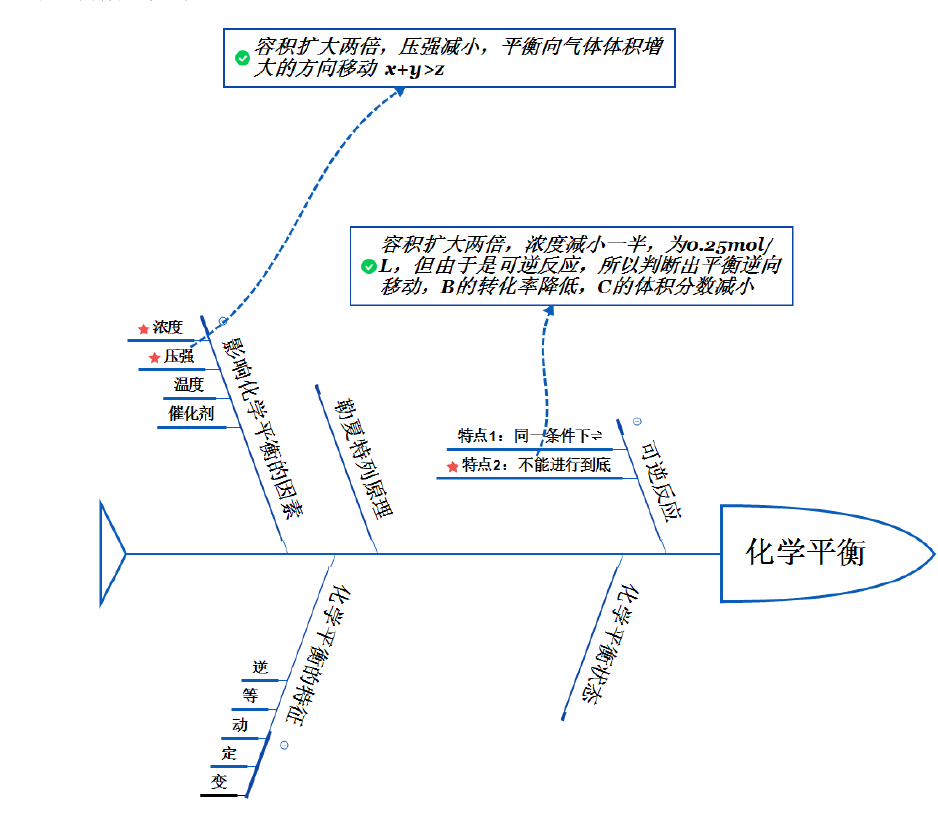 容积扩大两倍，压强减小，平衡向气体体积增
大的方向移动 x+y>z
容积扩大两倍，浓度减小一半，为0.25mol/
L，但由于是可逆反应，所以判断出平衡逆向
移动，B的转化率降低，C的体积分数减小
浓度
压强
温度
催化剂
影响化学平衡的因素
勒夏特列原理
特点1：同一条件下⇌
特点2：不能进行到底
可逆反应
化学平衡
化学平衡的特征
逆
等
动
定
变
化学平衡状态